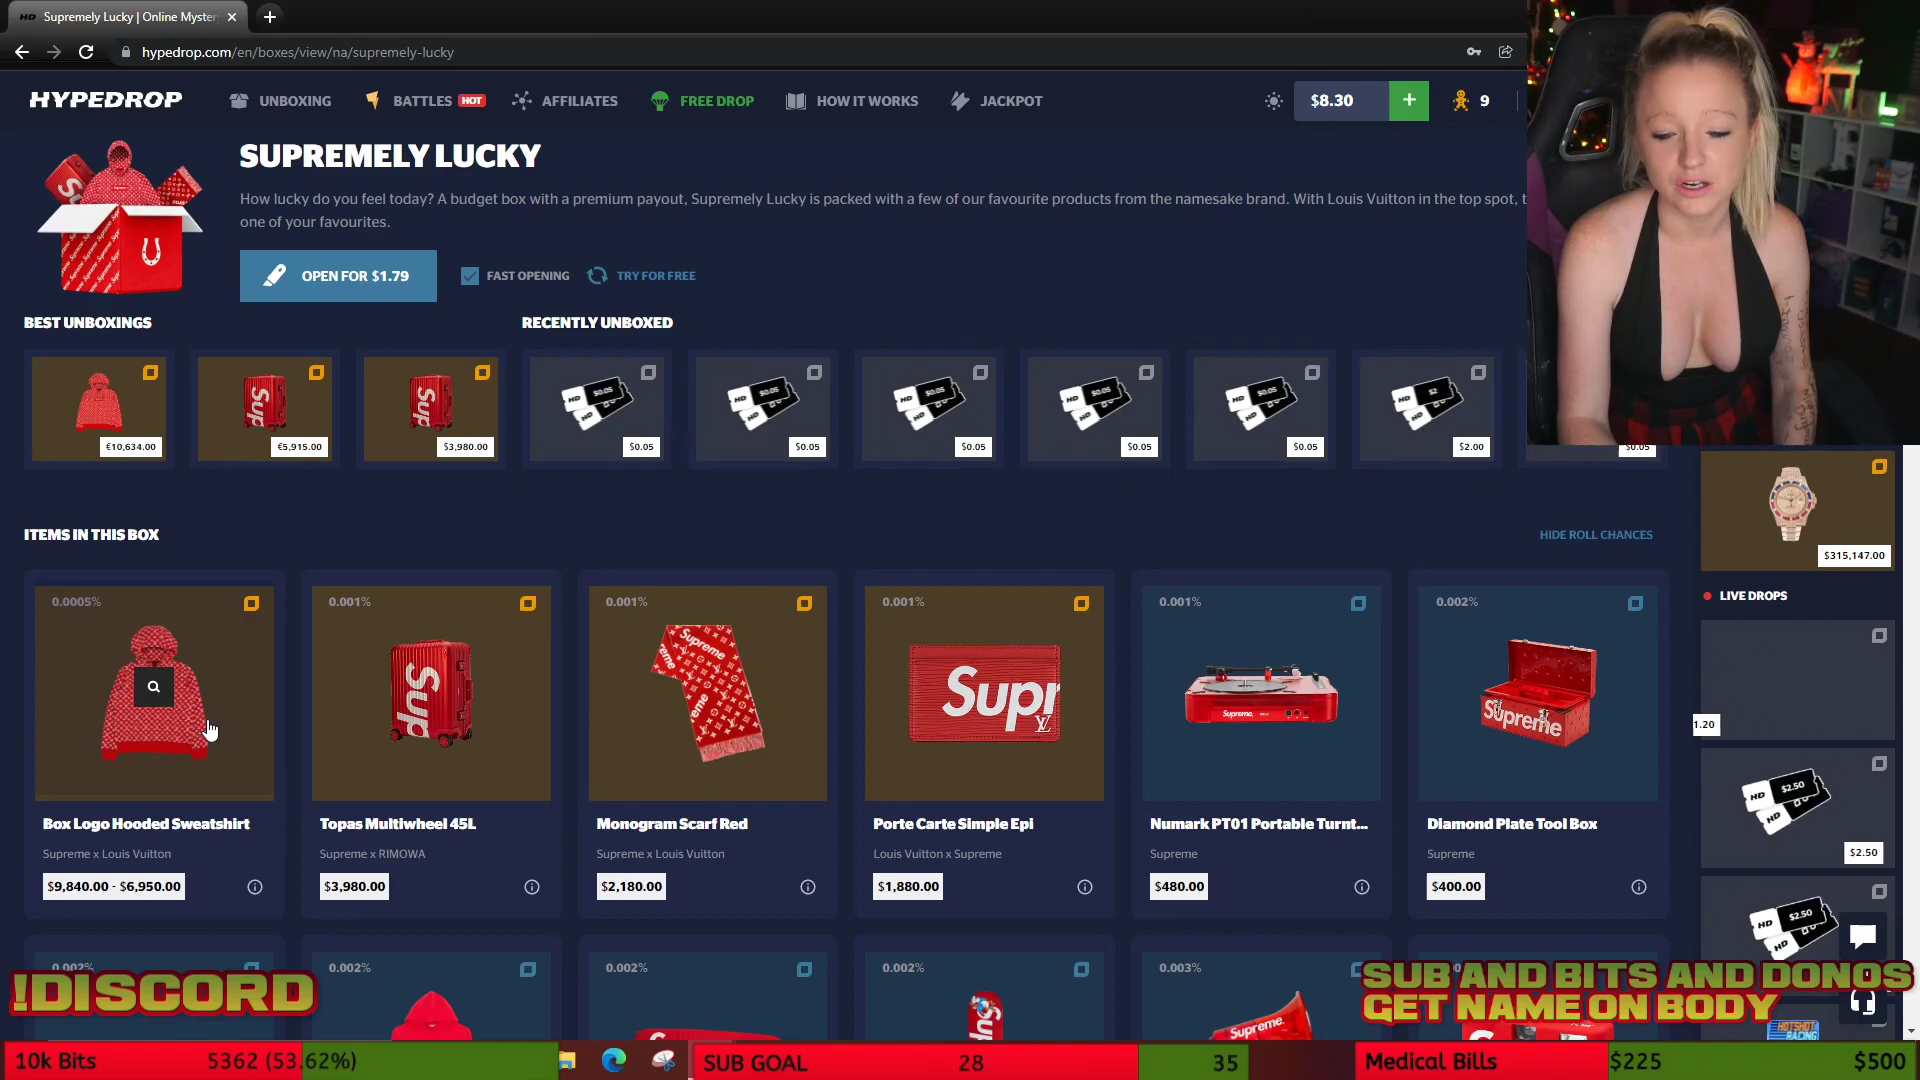 Supremely Lucky | Online Myster
hypedrop.com/en/boxes/view/na/supremely-lucky
HYPEDROP
UNBOXING
BATTLES HOT
AFFILIATES
FREE DROP
HOW IT WORKS
JACKPOT
$8.30
+
9
SUPREMELY LUCKY
How lucky do you feel today? A budget box with a premium payout, Supremely Lucky is packed with a few of our favourite products from the namesake brand. With Louis Vuitton in the top spot, t
one of your favourites.
OPEN FOR $1.79
FAST OPENING
TRY FOR FREE
BEST UNBOXINGS
RECENTLY UNBOXED
€10,634.00
€5,915.00
$3,980.00
$0.05
$0.05
$0.05
$0.05
$0.05
$2.00
$0.05
ITEMS IN THIS BOX
HIDE ROLL CHANCES
$315,147.00
LIVE DROPS
1.20
HD $2.50
$2.50
HD $2.50
0.0005%
0.001%
0.001%
0.001%
0.001%
0.002%
Box Logo Hooded Sweatshirt
Supreme x Louis Vuitton
$9,840.00 - $6,950.00
Topas Multiwheel 45L
Supreme x RIMOWA
$3,980.00
Monogram Scarf Red
Supreme x Louis Vuitton
$2,180.00
Porte Carte Simple Epi
Louis Vuitton x Supreme
$1,880.00
Numark PT01 Portable Turnt...
Supreme
$480.00
Diamond Plate Tool Box
Supreme
$400.00
0.002%
0.002%
0.002%
0.002%
0.003%
!DISCORD
SUB AND BITS AND DONOS
GET NAME ON BODY
10k Bits 5362 (53.62%)
SUB GOAL 28 35
Medical Bills $225 $500